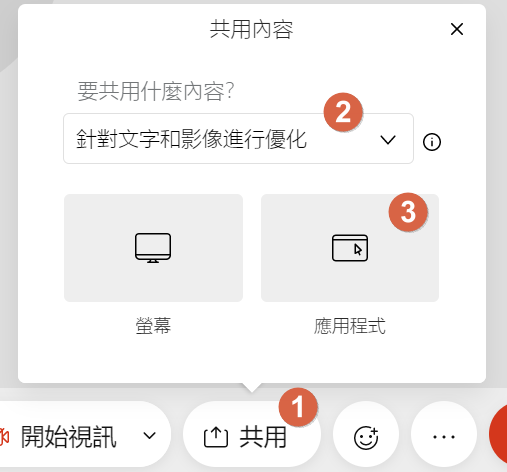 共用內容
要共用什麼內容?
2
針對文字和影像進行優化
3
螢幕
應用程式
1
開始視訊
共用